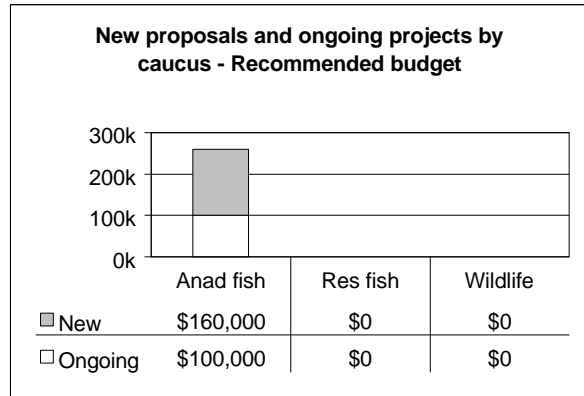 New proposals and ongoing projects by
caucus - Recommended budget
300k
200k
100k
0k
Anad fish Res fish Wildlife
New $160,000 $0 $0
Ongoing $100,000 $0 $0